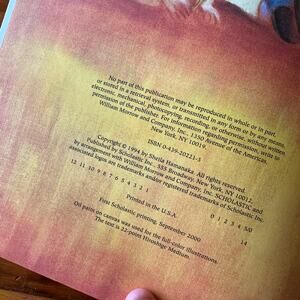 No part of this publication may be reproduced in whole or in part,
or stored in a retrieval system, or transmitted in any form or by any means,
electronic, mechanical, photocopying, recording, or otherwise, without written
permission of the publisher. For information regarding permission, write to
William Morrow and Company, Inc., 1350 Avenue of the Americas,
New York, NY 10019.
ISBN 0-439-20221-3
Copyright © 1994 by Sheila Hamanaka. All rights reserved.
Published by Scholastic Inc., 555 Broadway, New York, NY 10012,
by arrangement with William Morrow and Company, Inc. SCHOLASTIC and
associated logos are trademarks and/or registered trademarks of Scholastic Inc.
12 11 10 9 8 7 6 5 4 3 2 1 0 1 2 3 4 5/0
Printed in the U.S.A. 14
First Scholastic printing, September 2000
Oil paint on canvas was used for the full-color illustrations.
The text is 22-point Hiroshige Medium.